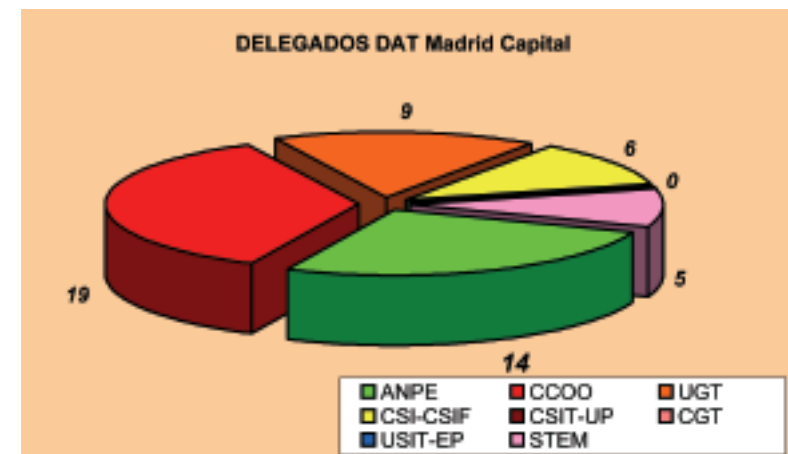 DELEGADOS DAT Madrid Capital
9
6
0
19
5
14
ANPE CCOO UGT
CSI-CSIF CSIT-UP CGT
USIT-EP STEM